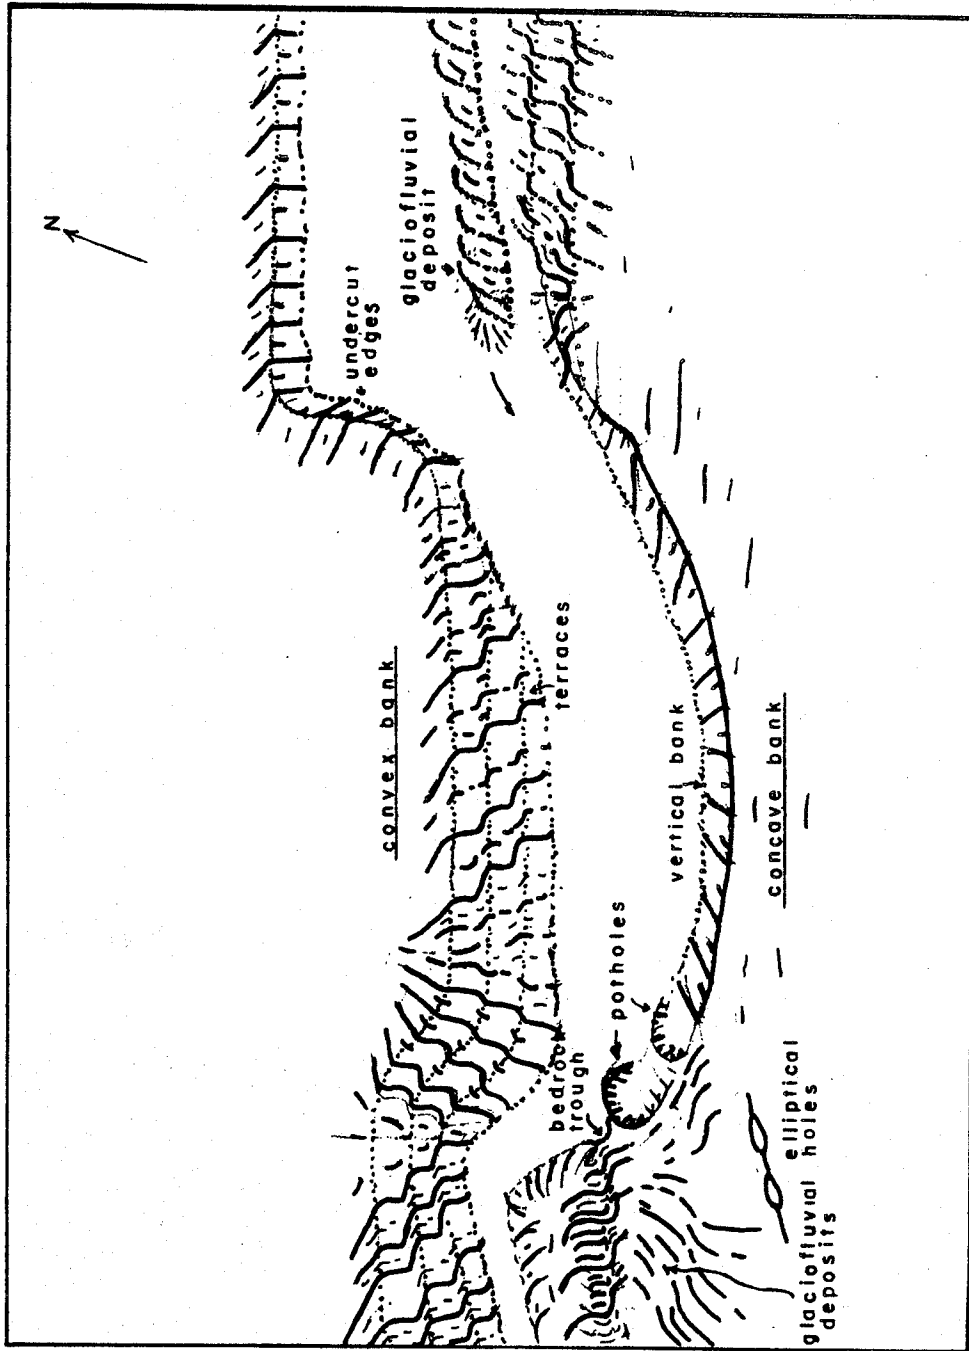 N
glaciofluvial
deposit
undercut
edges
convex bank
terraces
vertical bank
concave bank
potholes
bedrock
trough
elliptical
holes
glaciofluvial
deposits